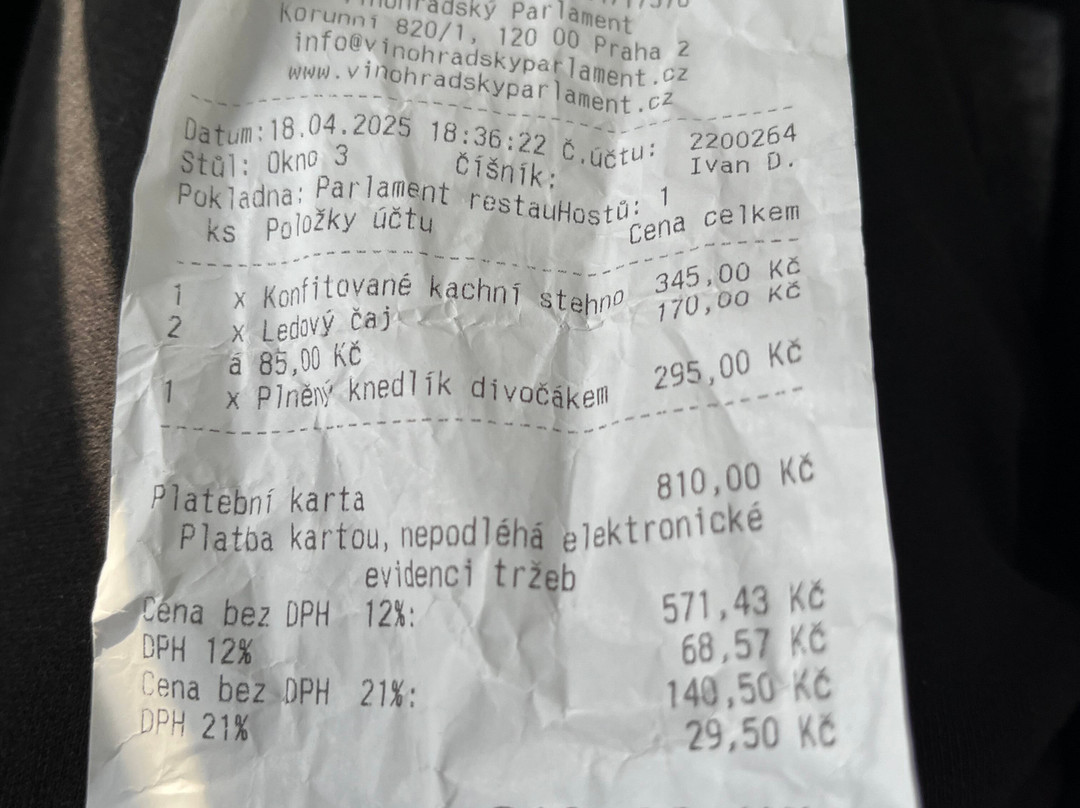 Parlament
Korunní 820/1, 120 00 Praha 2
info@vinohradskyparlament.cz
www.vinohradskyparlament.cz
Datum:18.04.2025 18:36:22 Č.účtu: 2200264
Stůl: Okno 3 Číšník: Ivan D.
Pokladna: Parlament restauHostů: 1
ks Položky účtu Cena celkem
1 x Konfitované kachní stehno 345,00 Kč
2 x Ledový čaj 170,00 Kč
á 85,00 Kč
1 x Plněný knedlík divočákem 295,00 Kč
Platební karta 810,00 Kč
Platba kartou, nepodléhá elektronické
evidenci tržeb
Cena bez DPH 12%: 571,43 Kč
DPH 12% 68,57 Kč
Cena bez DPH 21%: 140,50 Kč
DPH 21% 29,50 Kč